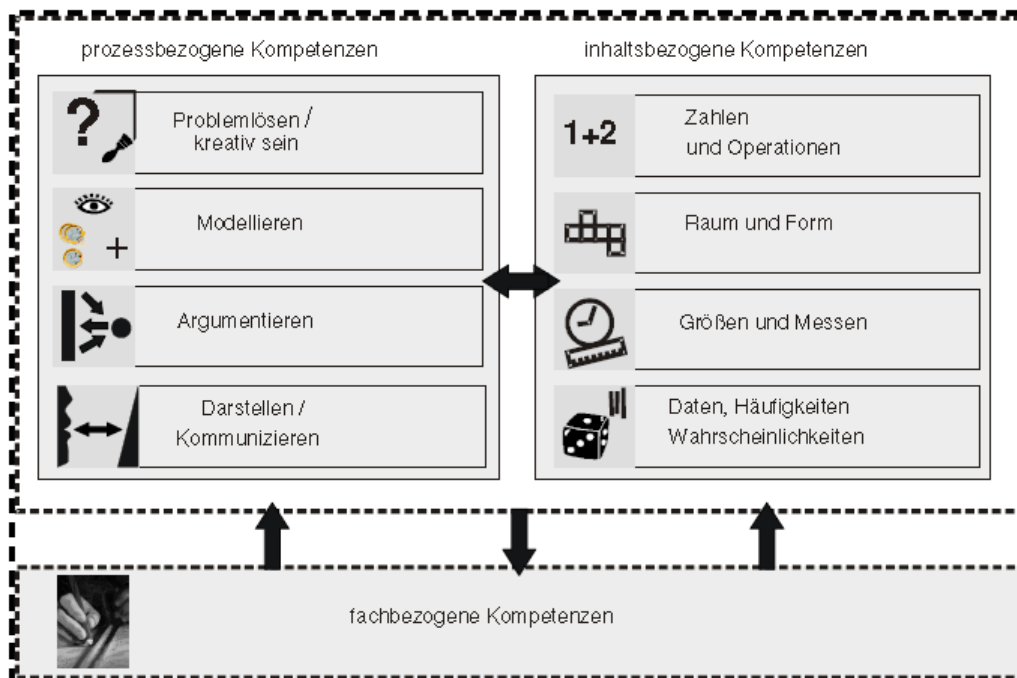 prozessbezogene Kompetenzen
?
Problemlösen /
kreativ sein
+
Modellieren
Argumentieren
Darstellen /
Kommunizieren
inhaltsbezogene Kompetenzen
1+2
Zahlen
und Operationen
Raum und Form
Größen und Messen
Daten, Häufigkeiten
Wahrscheinlichkeiten
fachbezogene Kompetenzen